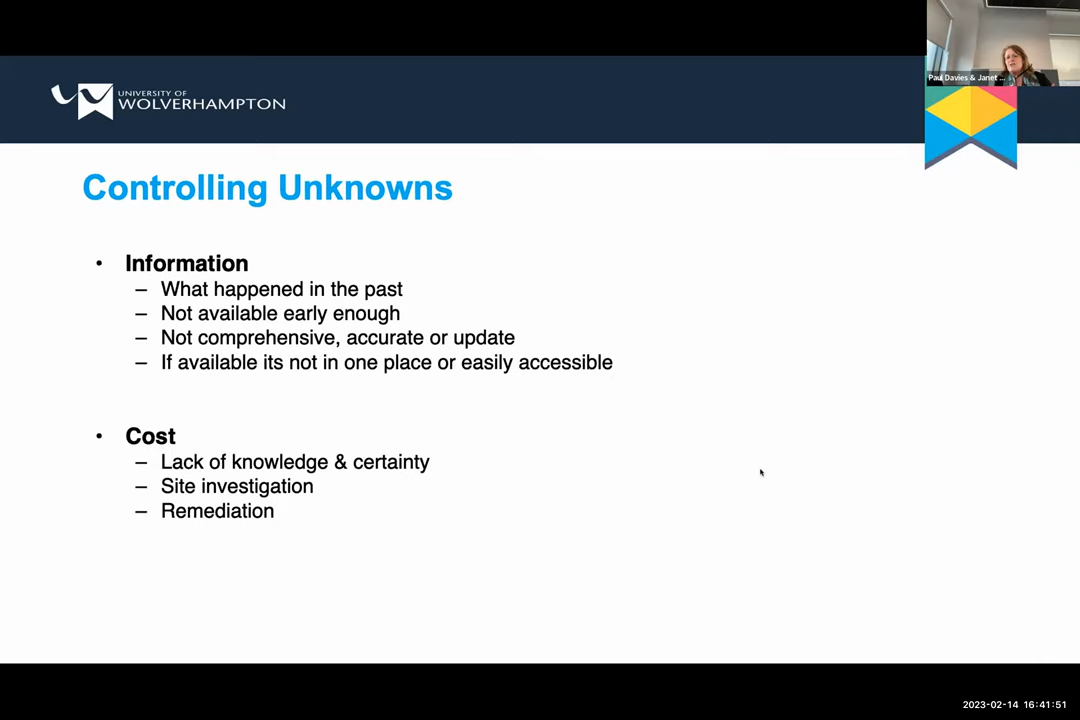 Paul Davies & Janet ...
UNIVERSITY OF
WOLVERHAMPTON
Controlling Unknowns
• Information
– What happened in the past
– Not available early enough
– Not comprehensive, accurate or update
– If available its not in one place or easily accessible
• Cost
– Lack of knowledge & certainty
– Site investigation
– Remediation
2023-02-14 16:41:51